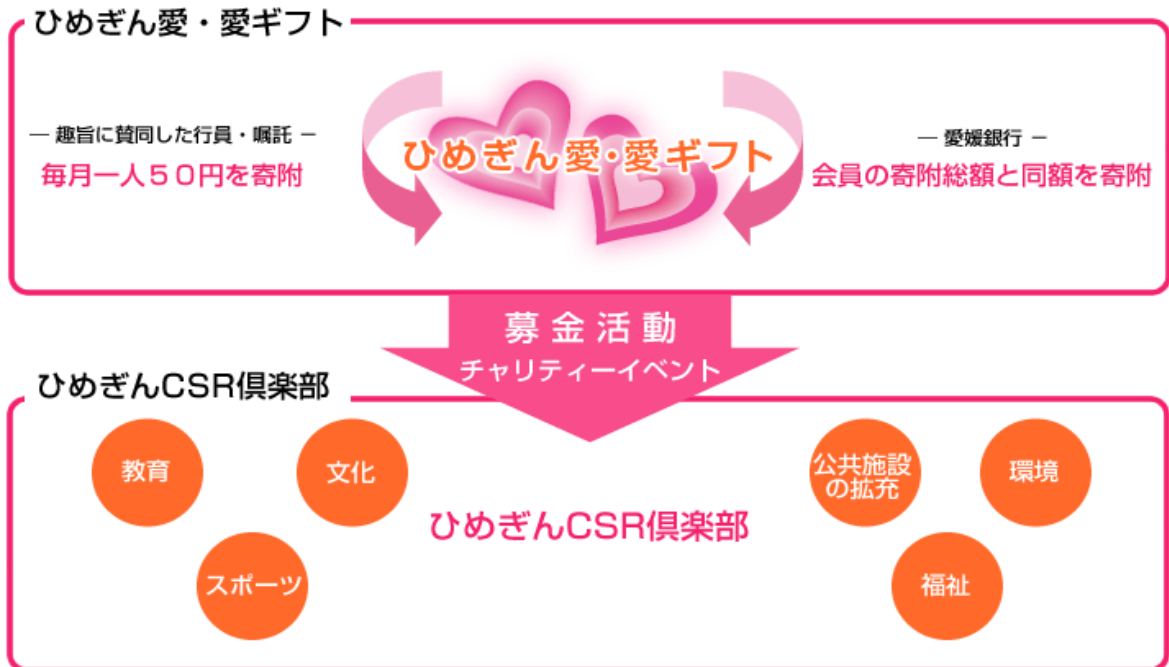 ひめぎん愛・愛ギフト
― 趣旨に賛同した行員・嘱託 －
毎月一人５０円を寄附
ひめぎん愛・愛ギフト
― 愛媛銀行 －
会員の寄附総額と同額を寄附
募金活動
チャリティーイベント
ひめぎんCSR倶楽部
教育
文化
スポーツ
ひめぎんCSR倶楽部
公共施設
の拡充
環境
福祉